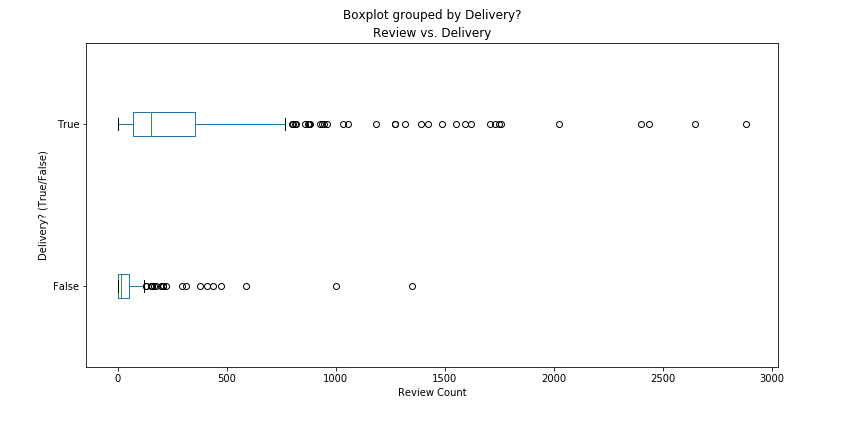 Boxplot grouped by Delivery?
Review vs. Delivery
Delivery? (True/False)
True
False
0 500 1000 1500 2000 2500 3000
Review Count